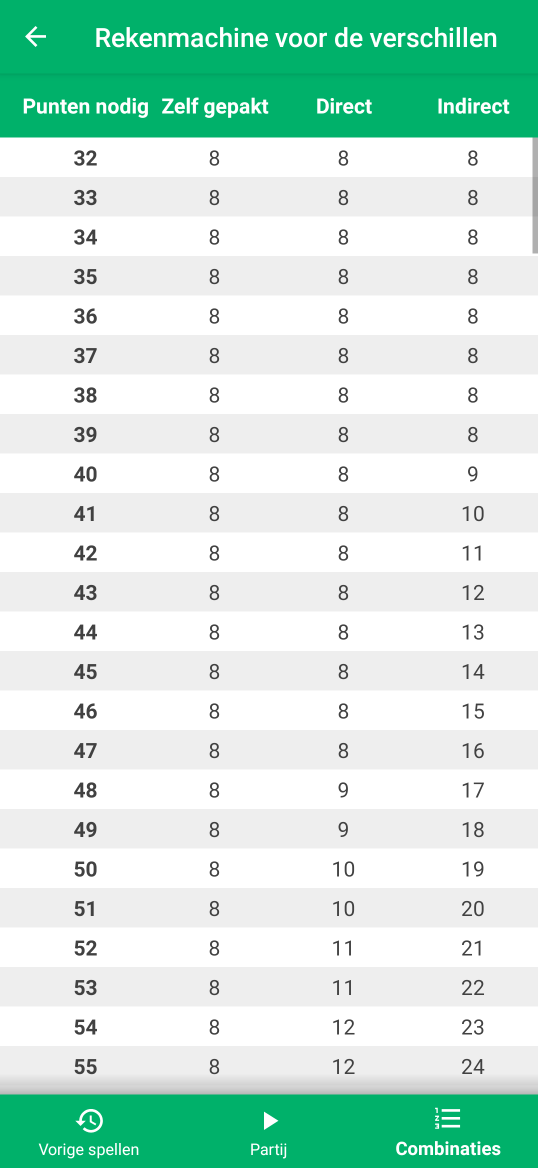 Rekenmachine voor de verschillen
Punten nodig Zelf gepakt Direct Indirect
32 8 8 8
33 8 8 8
34 8 8 8
35 8 8 8
36 8 8 8
37 8 8 8
38 8 8 8
39 8 8 8
40 8 8 9
41 8 8 10
42 8 8 11
43 8 8 12
44 8 8 13
45 8 8 14
46 8 8 15
47 8 8 16
48 8 9 17
49 8 9 18
50 8 10 19
51 8 10 20
52 8 11 21
53 8 11 22
54 8 12 23
55 8 12 24
Vorige spellen Partij Combinaties